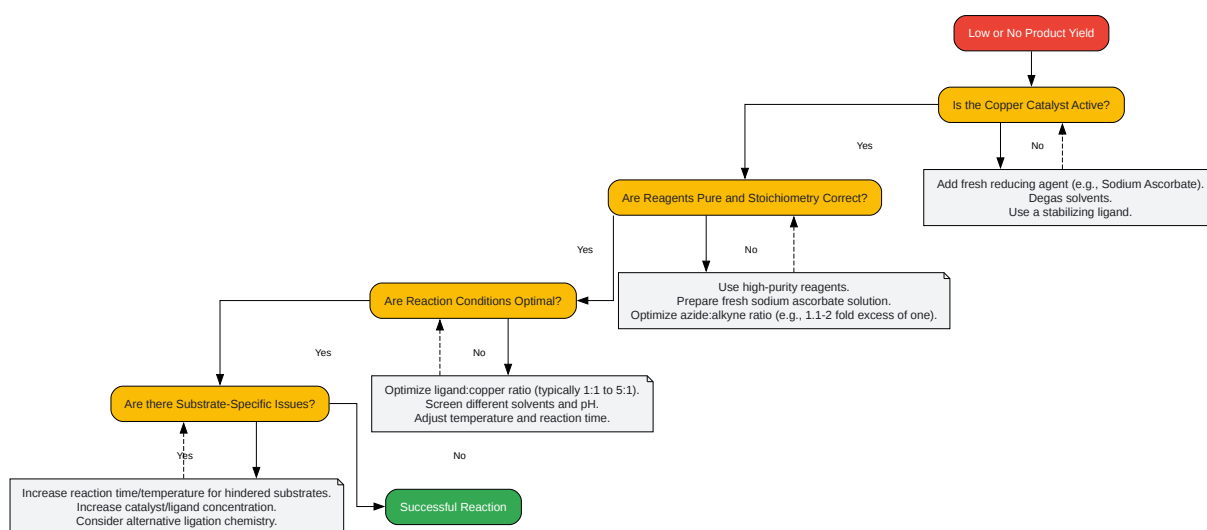 Low or No Product Yield
Is the Copper Catalyst Active?
Yes
No
Add fresh reducing agent (e.g., Sodium Ascorbate).
Degas solvents.
Use a stabilizing ligand.
Are Reagents Pure and Stoichiometry Correct?
Yes
No
Use high-purity reagents.
Prepare fresh sodium ascorbate solution.
Optimize azide:alkyne ratio (e.g., 1.1-2 fold excess of one).
Are Reaction Conditions Optimal?
Yes
No
Optimize ligand:copper ratio (typically 1:1 to 5:1).
Screen different solvents and pH.
Adjust temperature and reaction time.
Are there Substrate-Specific Issues?
Yes
No
Increase reaction time/temperature for hindered substrates.
Increase catalyst/ligand concentration.
Consider alternative ligation chemistry.
Successful Reaction